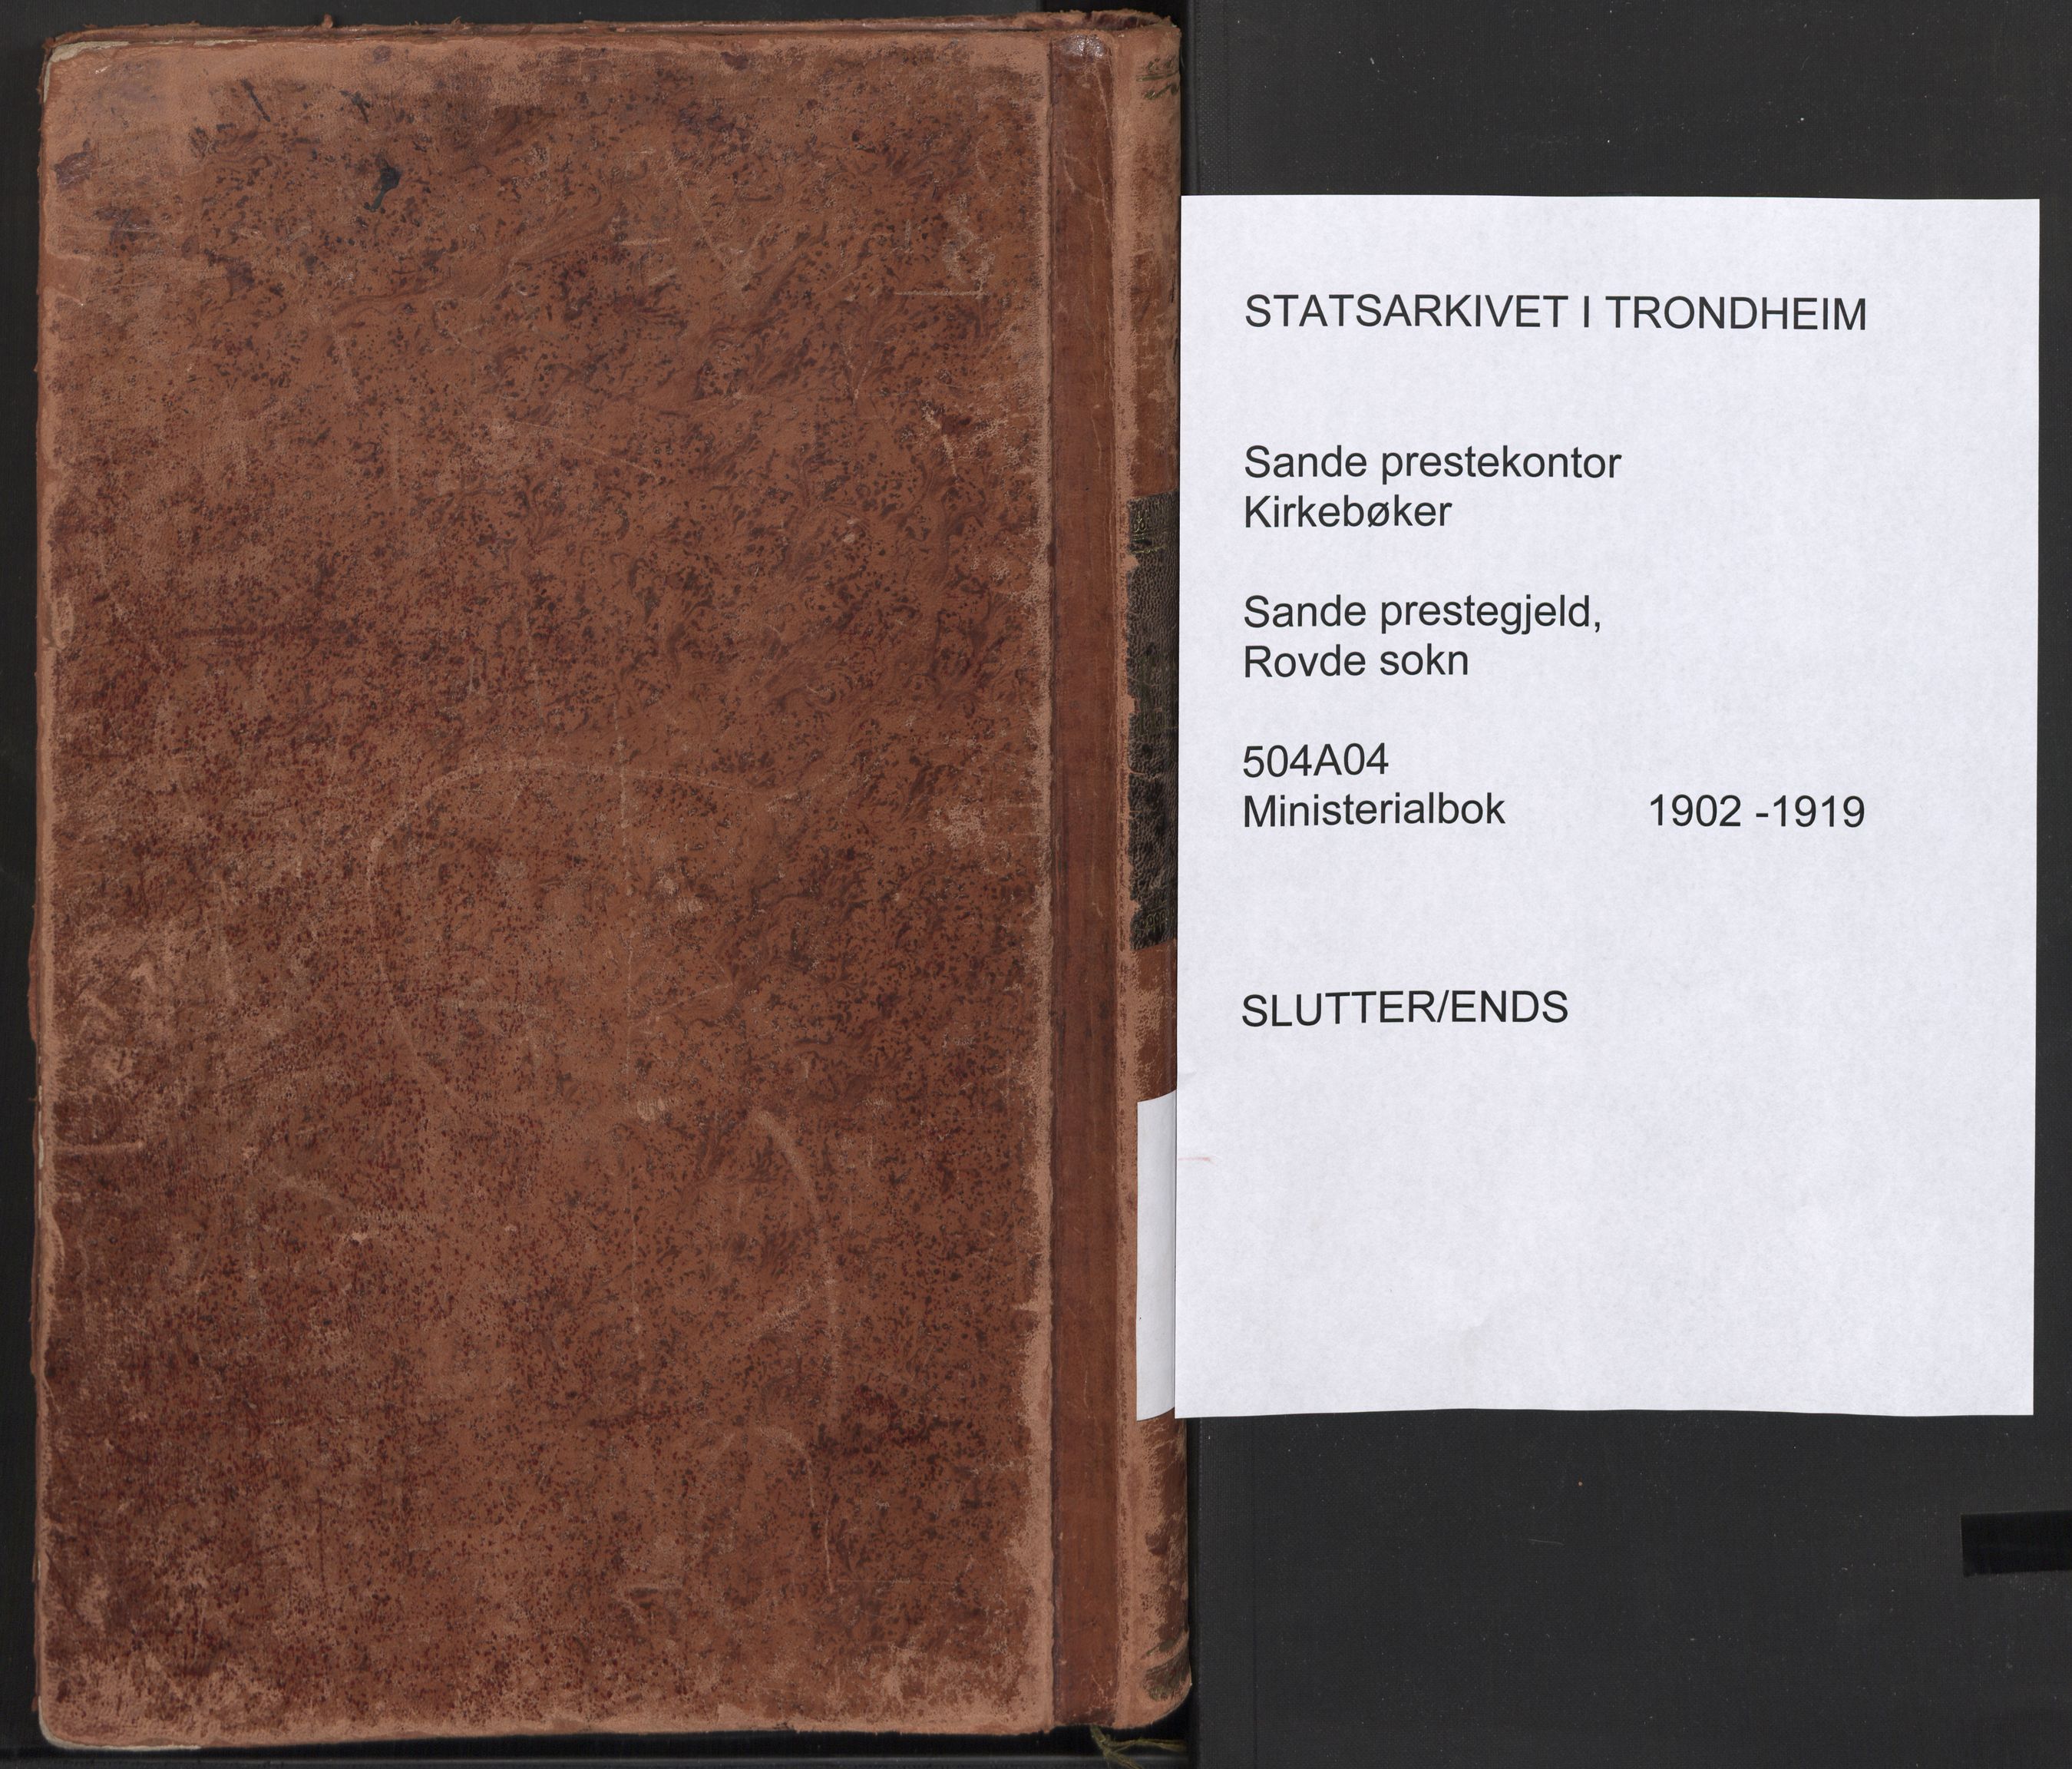 STATSARKIVET I TRONDHEIM
Sande prestekontor
Kirkebøker
Sande prestegjeld,
Rovde sokn
504A04
Ministerialbok 1902 -1919
SLUTTER/ENDS